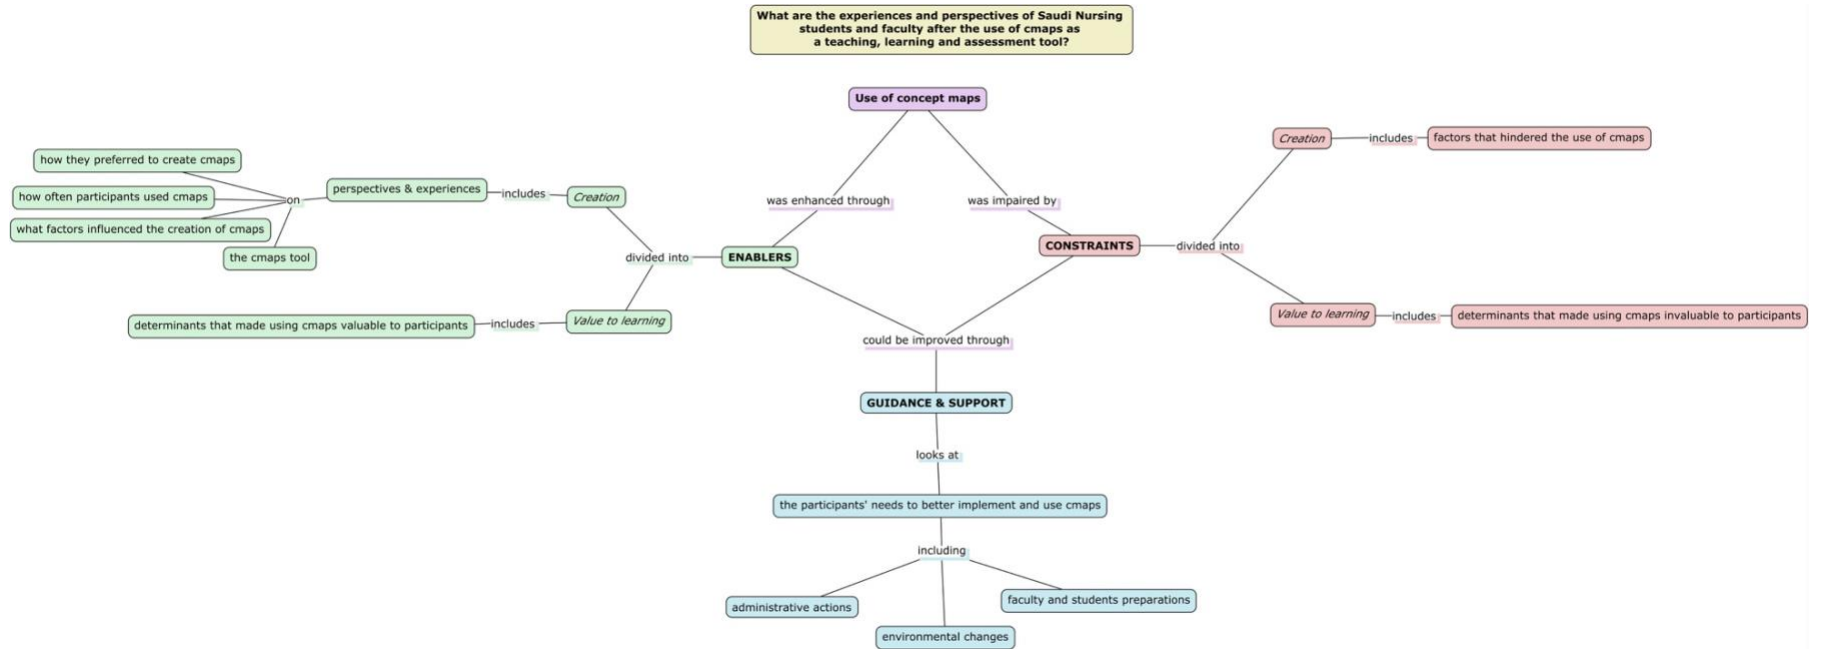 What are the experiences and perspectives of Saudi Nursing
students and faculty after the use of cmaps as
a teaching, learning and assessment tool?
Use of concept maps
was enhanced through
was impaired by
ENABLERS
divided into
Creation
includes
perspectives & experiences
on
how they preferred to create cmaps
how often participants used cmaps
what factors influenced the creation of cmaps
the cmaps tool
Value to learning
includes
determinants that made using cmaps valuable to participants
CONSTRAINTS
divided into
Creation
includes
factors that hindered the use of cmaps
Value to learning
includes
determinants that made using cmaps invaluable to participants
could be improved through
GUIDANCE & SUPPORT
looks at
the participants' needs to better implement and use cmaps
including
administrative actions
environmental changes
faculty and students preparations